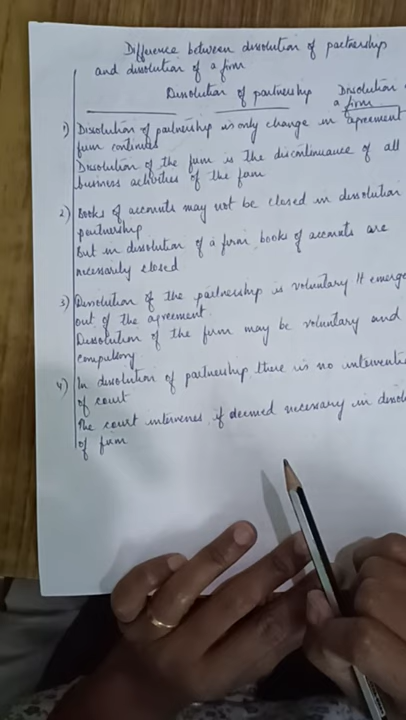 Difference between dissolution of partnership
and dissolution of a firm
Dissolution of partnership Dissolution
a firm
1) Dissolution of partnership is only change in agreement
firm continues
Dissolution of the firm is the discontinuance of all
business activities of the firm
2) Books of accounts may not be closed in dissolution
partnership
But in dissolution of a firm books of accounts are
necessarily closed
3) Dissolution of the partnership is voluntary It emerge
out of the agreement
Dissolution of the firm may be voluntary and
compulsory
4) In dissolution of partnership there is no interventi
of court
The court intervenes if deemed necessary in dissol
of firm